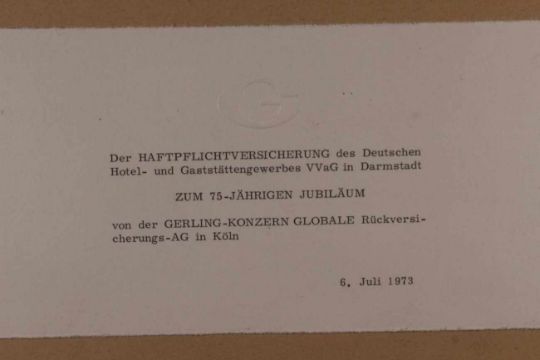 G
Der HAFTPFLICHTVERSICHERUNG des Deutschen
Hotel- und Gaststättengewerbes VVaG in Darmstadt
ZUM 75-JÄHRIGEN JUBILÄUM
von der GERLING-KONZERN GLOBALE Rückversi-
cherungs-AG in Köln
6. Juli 1973